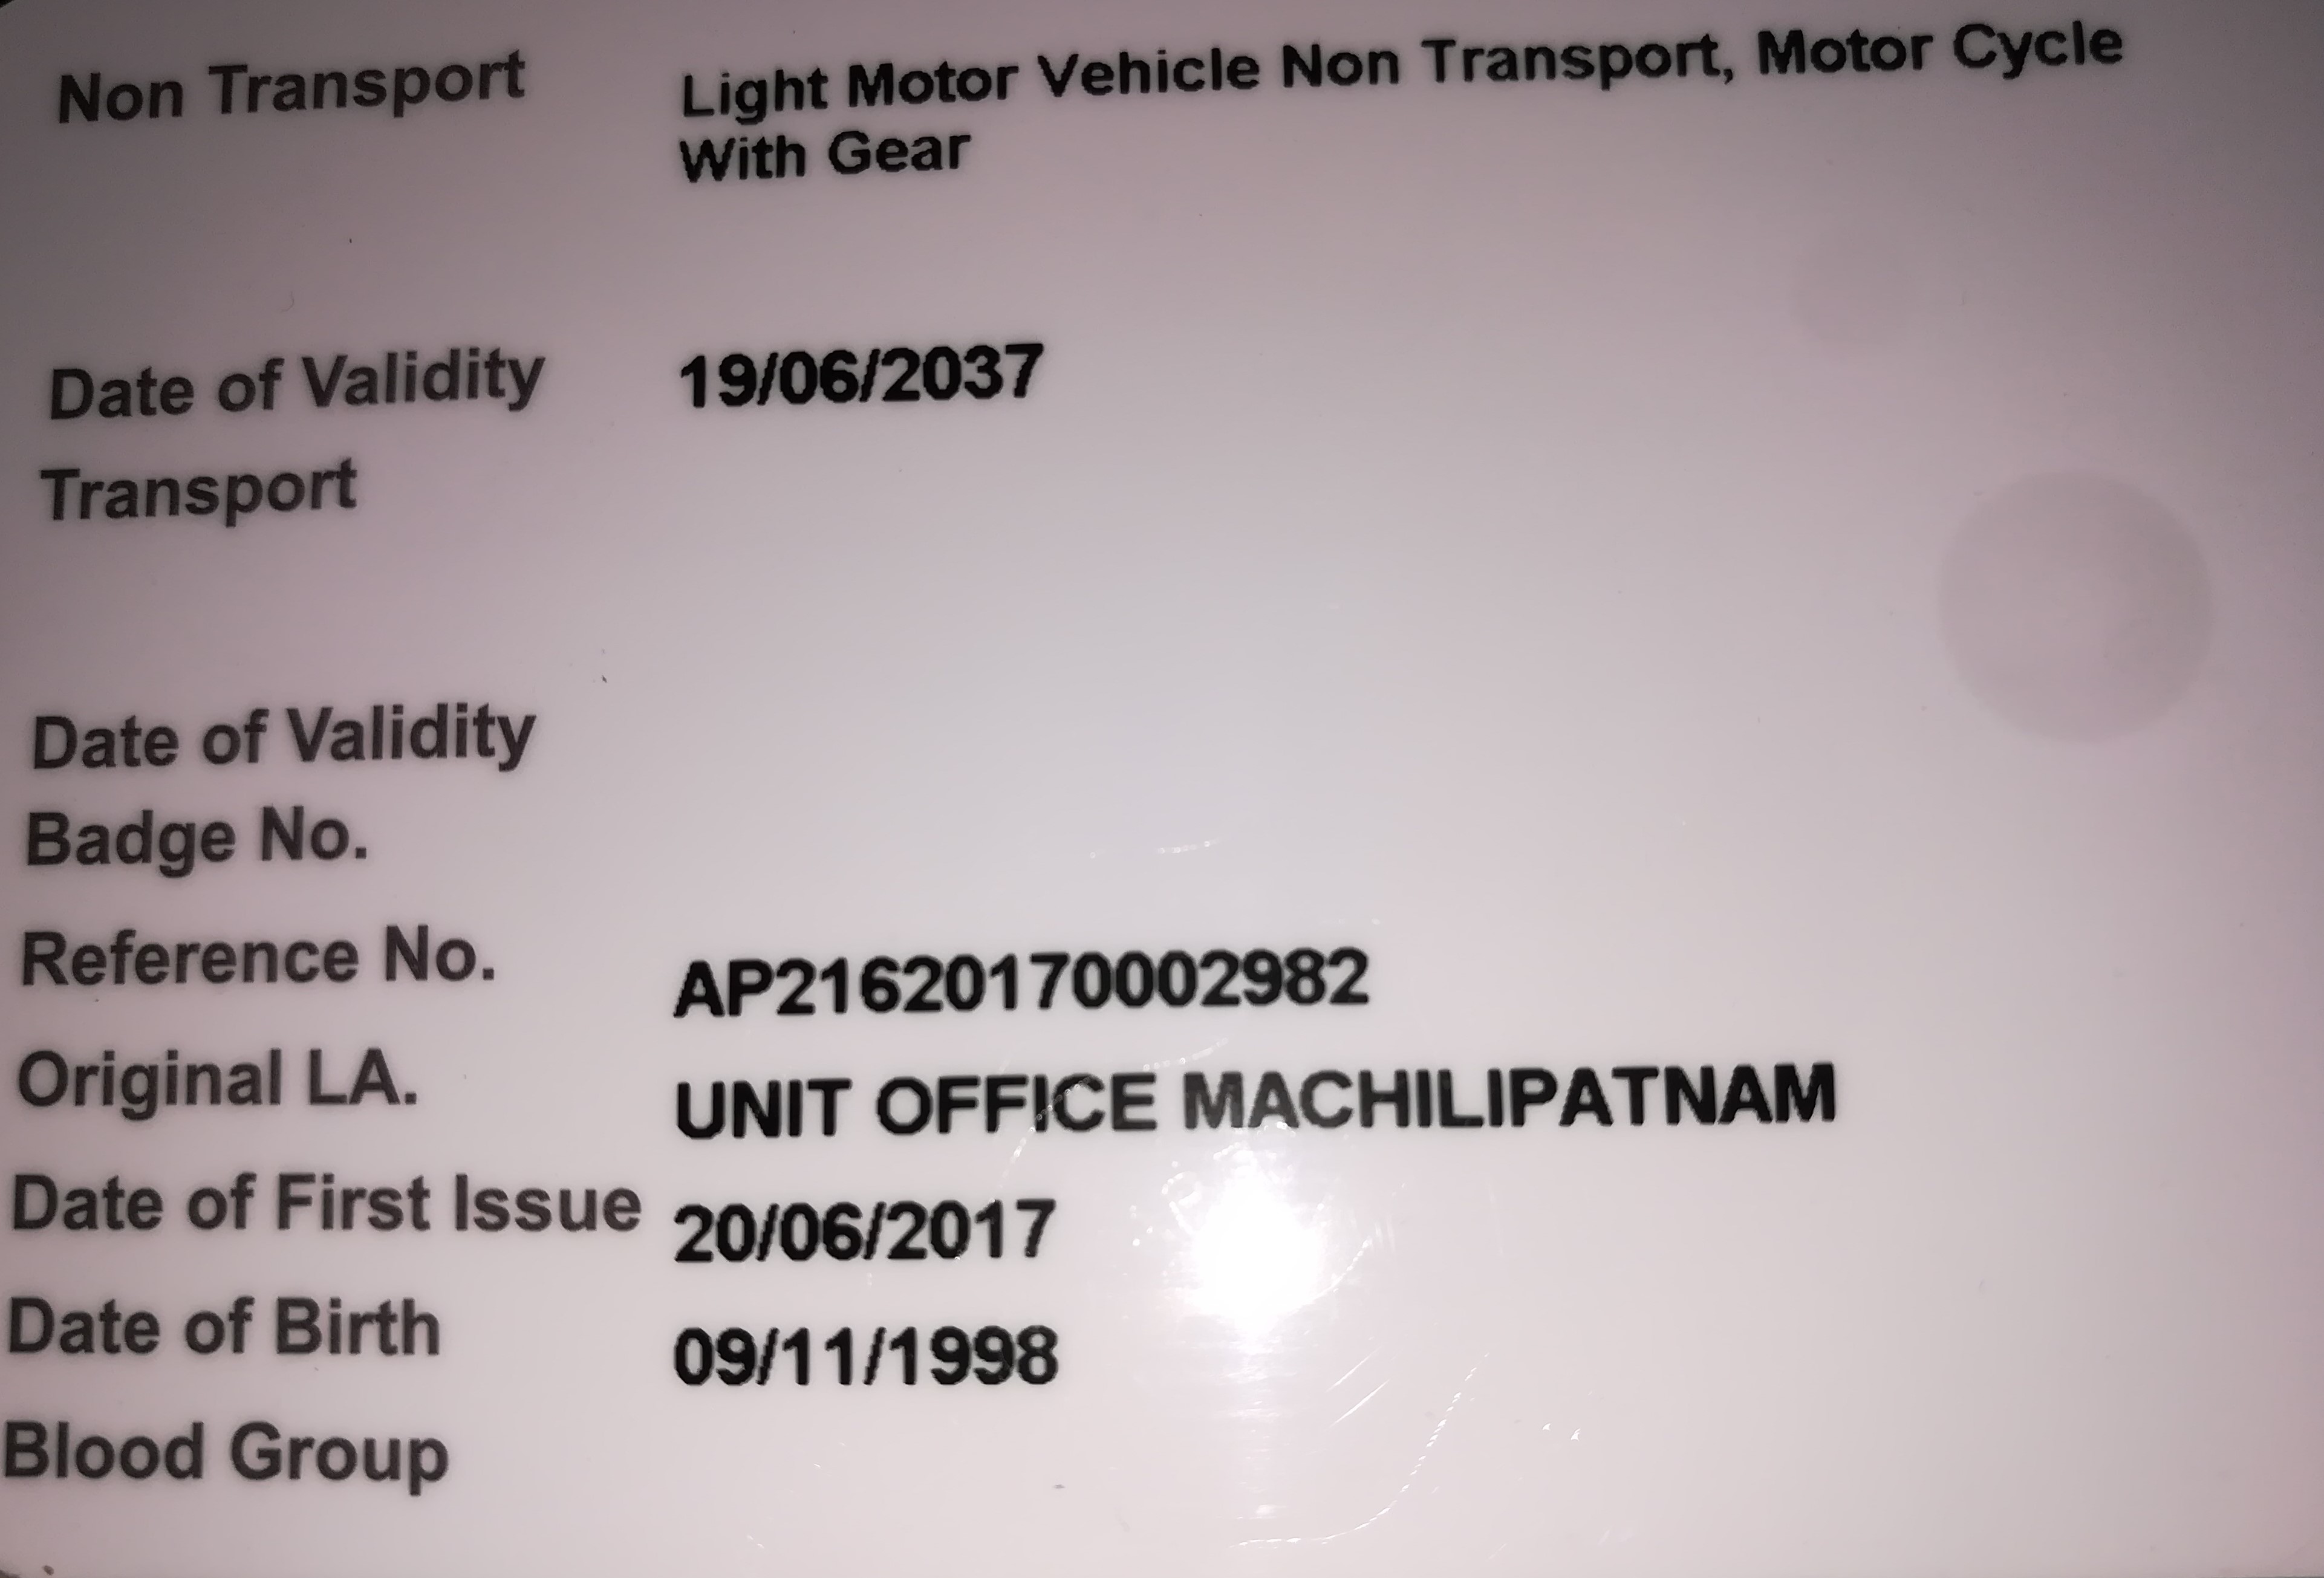 Non Transport Light Motor Vehicle Non Transport, Motor Cycle
With Gear
Date of Validity 19/06/2037
Transport
Date of Validity
Badge No.
Reference No. AP21620170002982
Original LA. UNIT OFFICE MACHILIPATNAM
Date of First Issue 20/06/2017
Date of Birth 09/11/1998
Blood Group